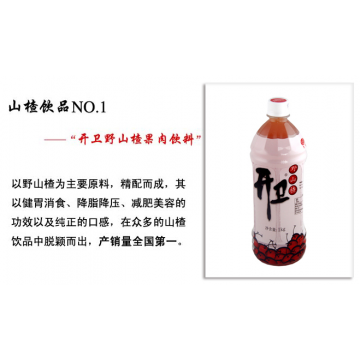 山楂饮品NO.1
——“开卫野山楂果肉饮料”
以野山楂为主要原料，精配而成，其
以健胃消食、降脂降压、减肥美容的
功效以及纯正的口感，在众多的山楂
饮品中脱颖而出，产销量全国第一。
开卫
野山楂